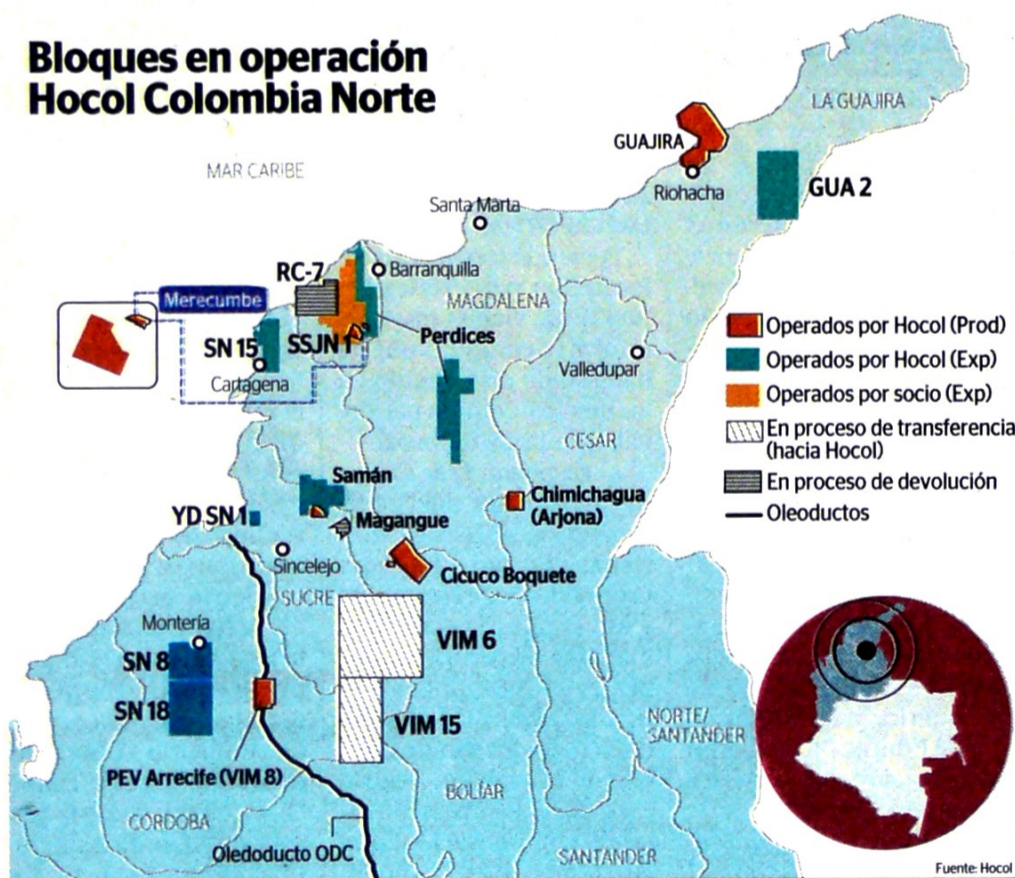 Bloques en operación
Hocol Colombia Norte
MAR CARIBE
LA GUAJIRA
GUAJIRA
Riohacha
GUA 2
Santa Marta
RC-7
Barranquilla
MAGDALENA
Merecumbe
SN 15
SSJN 1
Perdices
Cartagena
Valledupar
CESAR
Operados por Hocol (Prod)
Operados por Hocol (Exp)
Operados por socio (Exp)
En proceso de transferencia
(hacia Hocol)
En proceso de devolución
Oleoductos
Samán
YD SN 1
Magangue
Chimichagua
(Arjona)
Sincelejo
Cicuco Boquete
SUCRE
Montería
SN 8
VIM 6
SN 18
VIM 15
NORTE/
SANTANDER
PEV Arrecife (VIM 8)
BOLÍAR
CÓRDOBA
Oledoducto ODC
SANTANDER
Fuente: Hocol